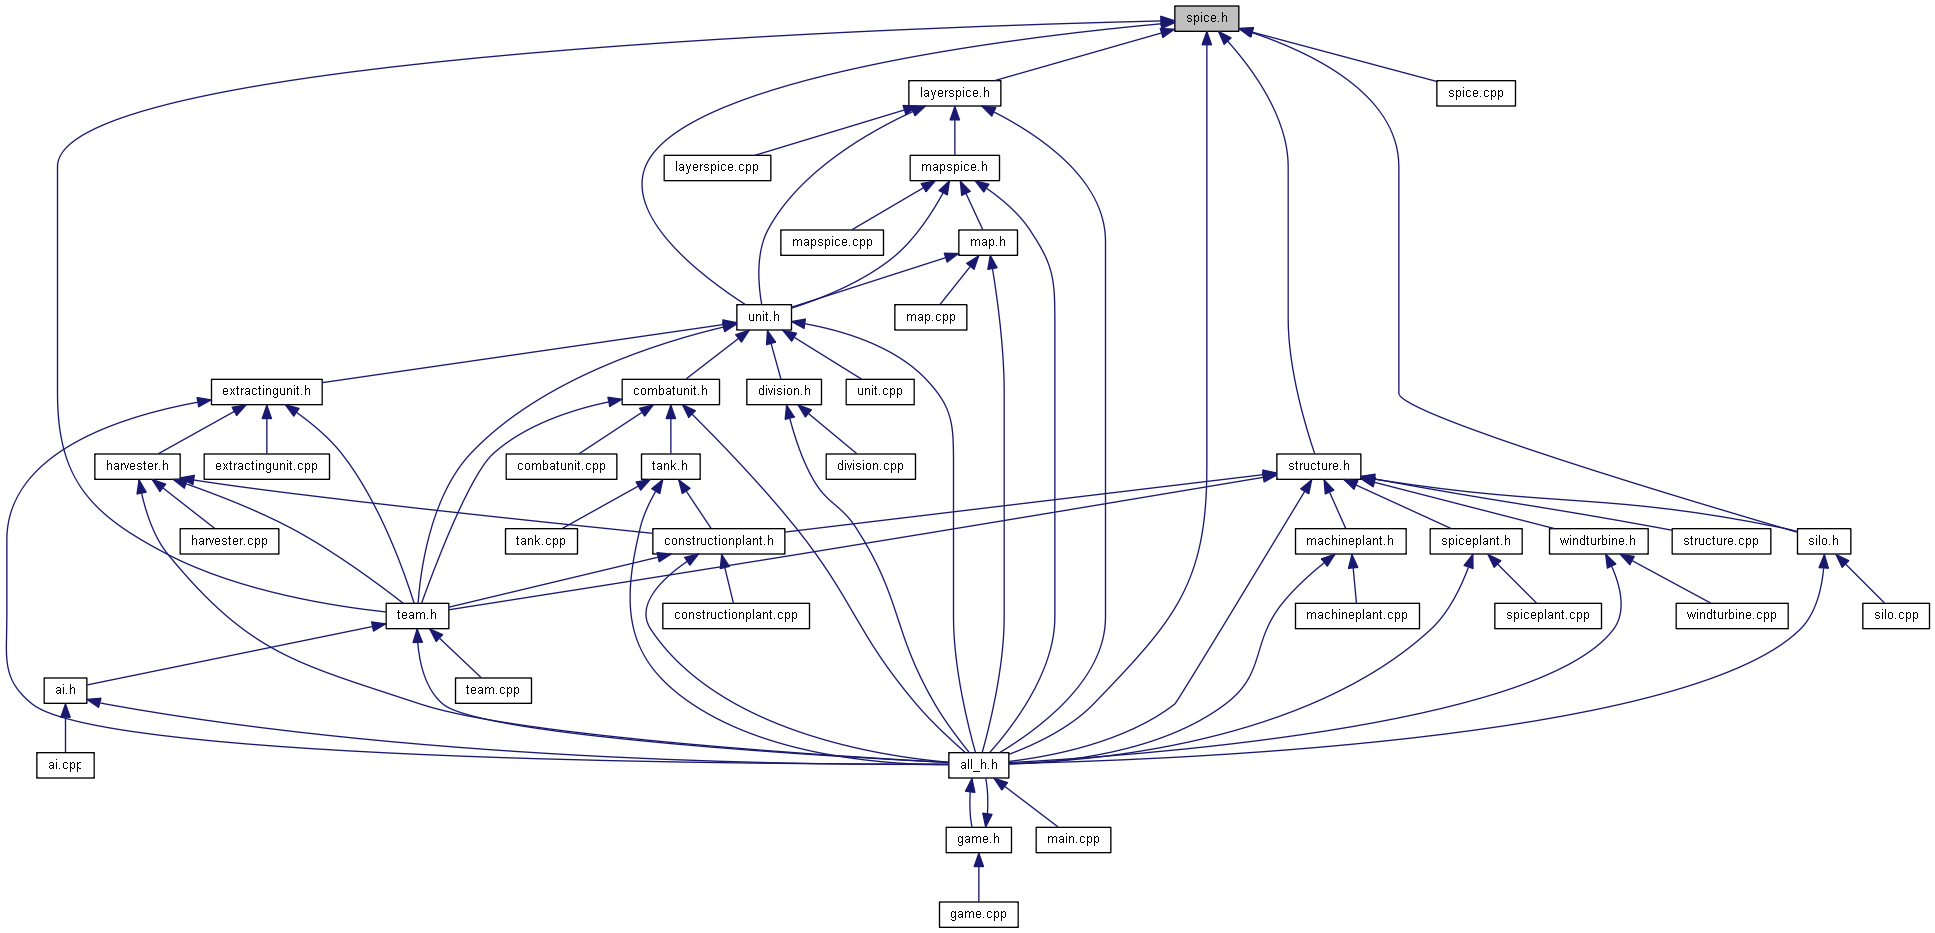 spice.h
layerspice.h
spice.cpp
layerspice.cpp
mapspice.h
mapspice.cpp
map.h
unit.h
map.cpp
extractingunit.h
combatunit.h
division.h
unit.cpp
harvester.h
extractingunit.cpp
combatunit.cpp
tank.h
division.cpp
structure.h
harvester.cpp
tank.cpp
constructionplant.h
machineplant.h
spiceplant.h
windturbine.h
structure.cpp
silo.h
team.h
constructionplant.cpp
machineplant.cpp
spiceplant.cpp
windturbine.cpp
silo.cpp
ai.h
team.cpp
ai.cpp
all_h.h
game.h
main.cpp
game.cpp